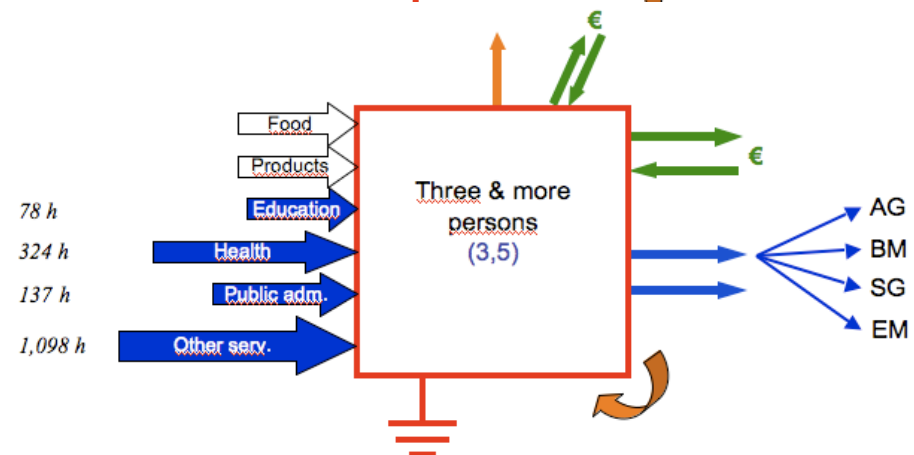 €
Food
Products
Three & more
persons
(3,5)
€
78 h
Education
324 h
Health
137 h
Public adm.
1,098 h
Other serv.
AG
BM
SG
EM